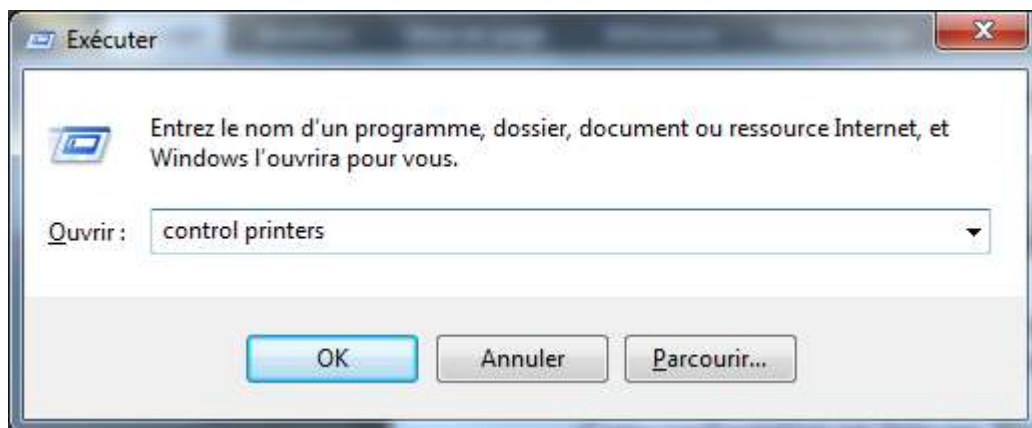 Exécuter
Entrez le nom d'un programme, dossier, document ou ressource Internet, et
Windows l'ouvrira pour vous.
Ouvrir :
control printers
OK
Annuler
Parcourir...